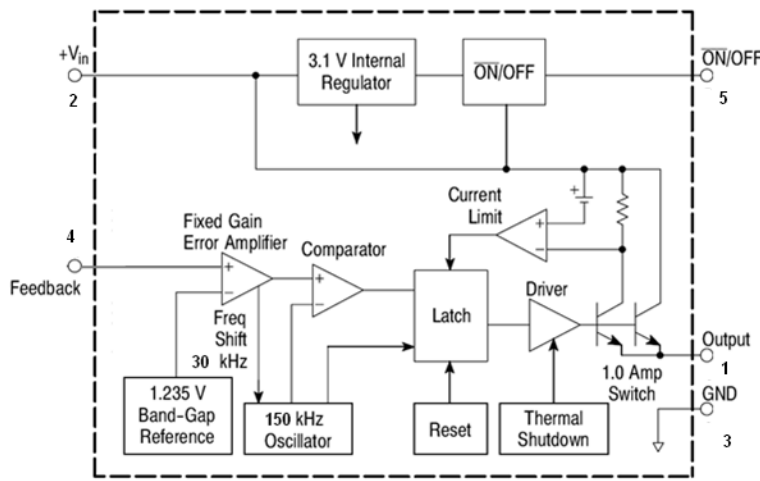 +Vin
2
3.1 V Internal
Regulator
ON/OFF
ON/OFF
5
Current
Limit
+
+
−
4
Feedback
Fixed Gain
Error Amplifier
+
−
Comparator
+
−
Freq
Shift
30 kHz
Latch
Driver
Output
1
1.0 Amp
Switch
GND
3
1.235 V
Band-Gap
Reference
150 kHz
Oscillator
Reset
Thermal
Shutdown